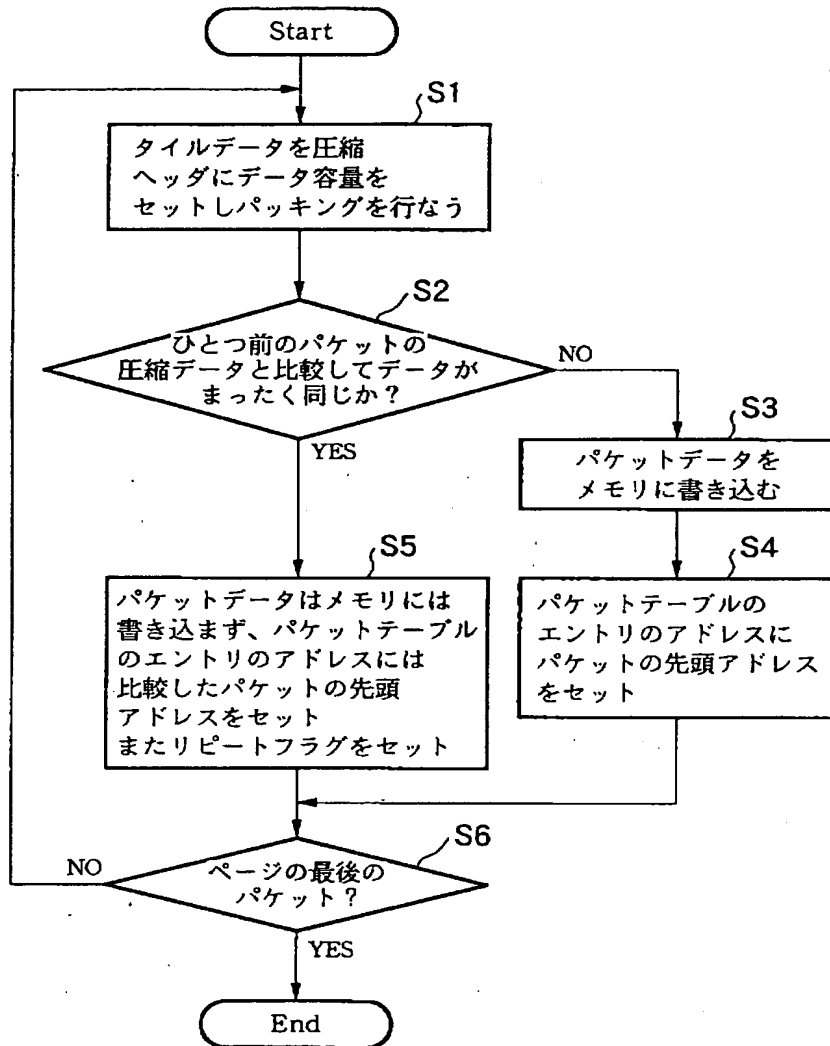 Start
S1
タイルデータを圧縮
ヘッダにデータ容量を
セットしパッキングを行なう
S2
ひとつ前のパケットの
圧縮データと比較してデータが
まったく同じか？
NO
YES
S3
パケットデータを
メモリに書き込む
S4
パケットテーブルの
エントリのアドレスに
パケットの先頭アドレス
をセット
S5
パケットデータはメモリには
書き込まず、パケットテーブル
のエントリのアドレスには
比較したパケットの先頭
アドレスをセット
またリピートフラグをセット
S6
NO
ページの最後の
パケット？
YES
End